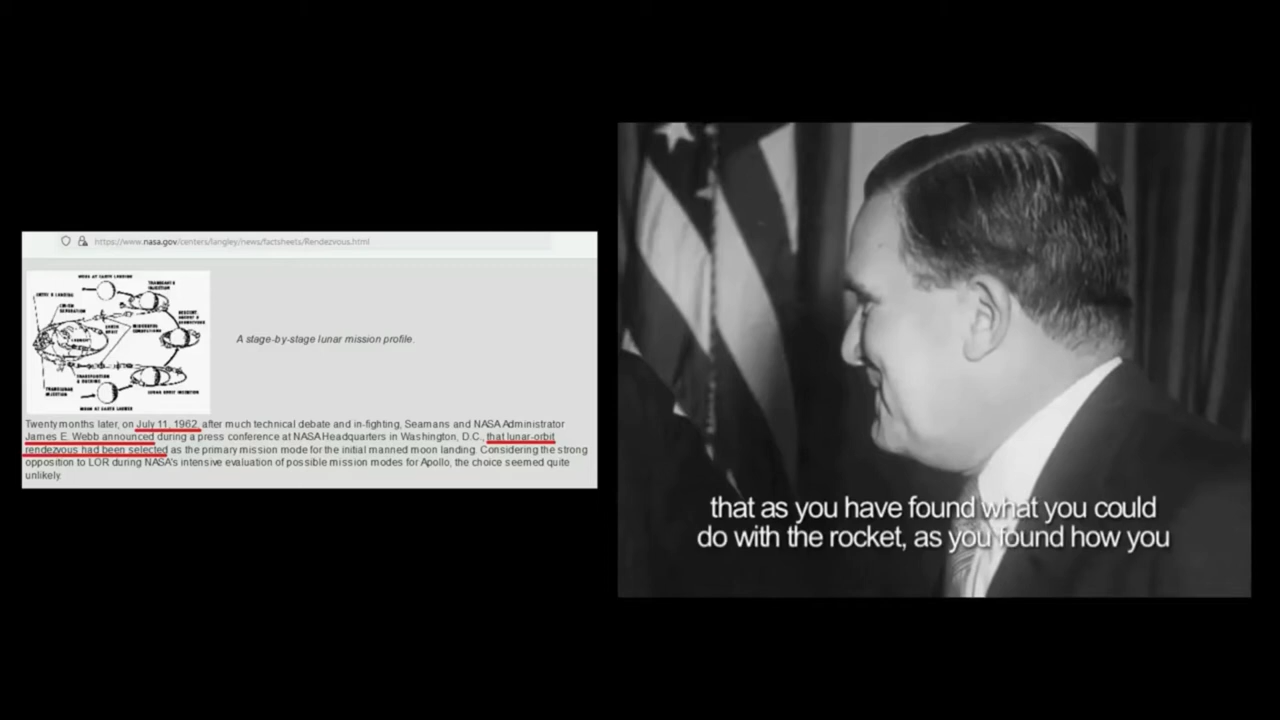 https://www.nasa.gov/centers/langley/news/factsheets/Rendezvous.html
A stage-by-stage lunar mission profile.
Twenty months later, on July 11, 1962, after much technical debate and in-fighting, Seamans and NASA Administrator
James E. Webb announced during a press conference at NASA Headquarters in Washington, D.C., that lunar-orbit
rendezvous had been selected as the primary mission mode for the initial manned moon landing. Considering the strong
opposition to LOR during NASA's intensive evaluation of possible mission modes for Apollo, the choice seemed quite
unlikely.
that as you have found what you could
do with the rocket, as you found how you